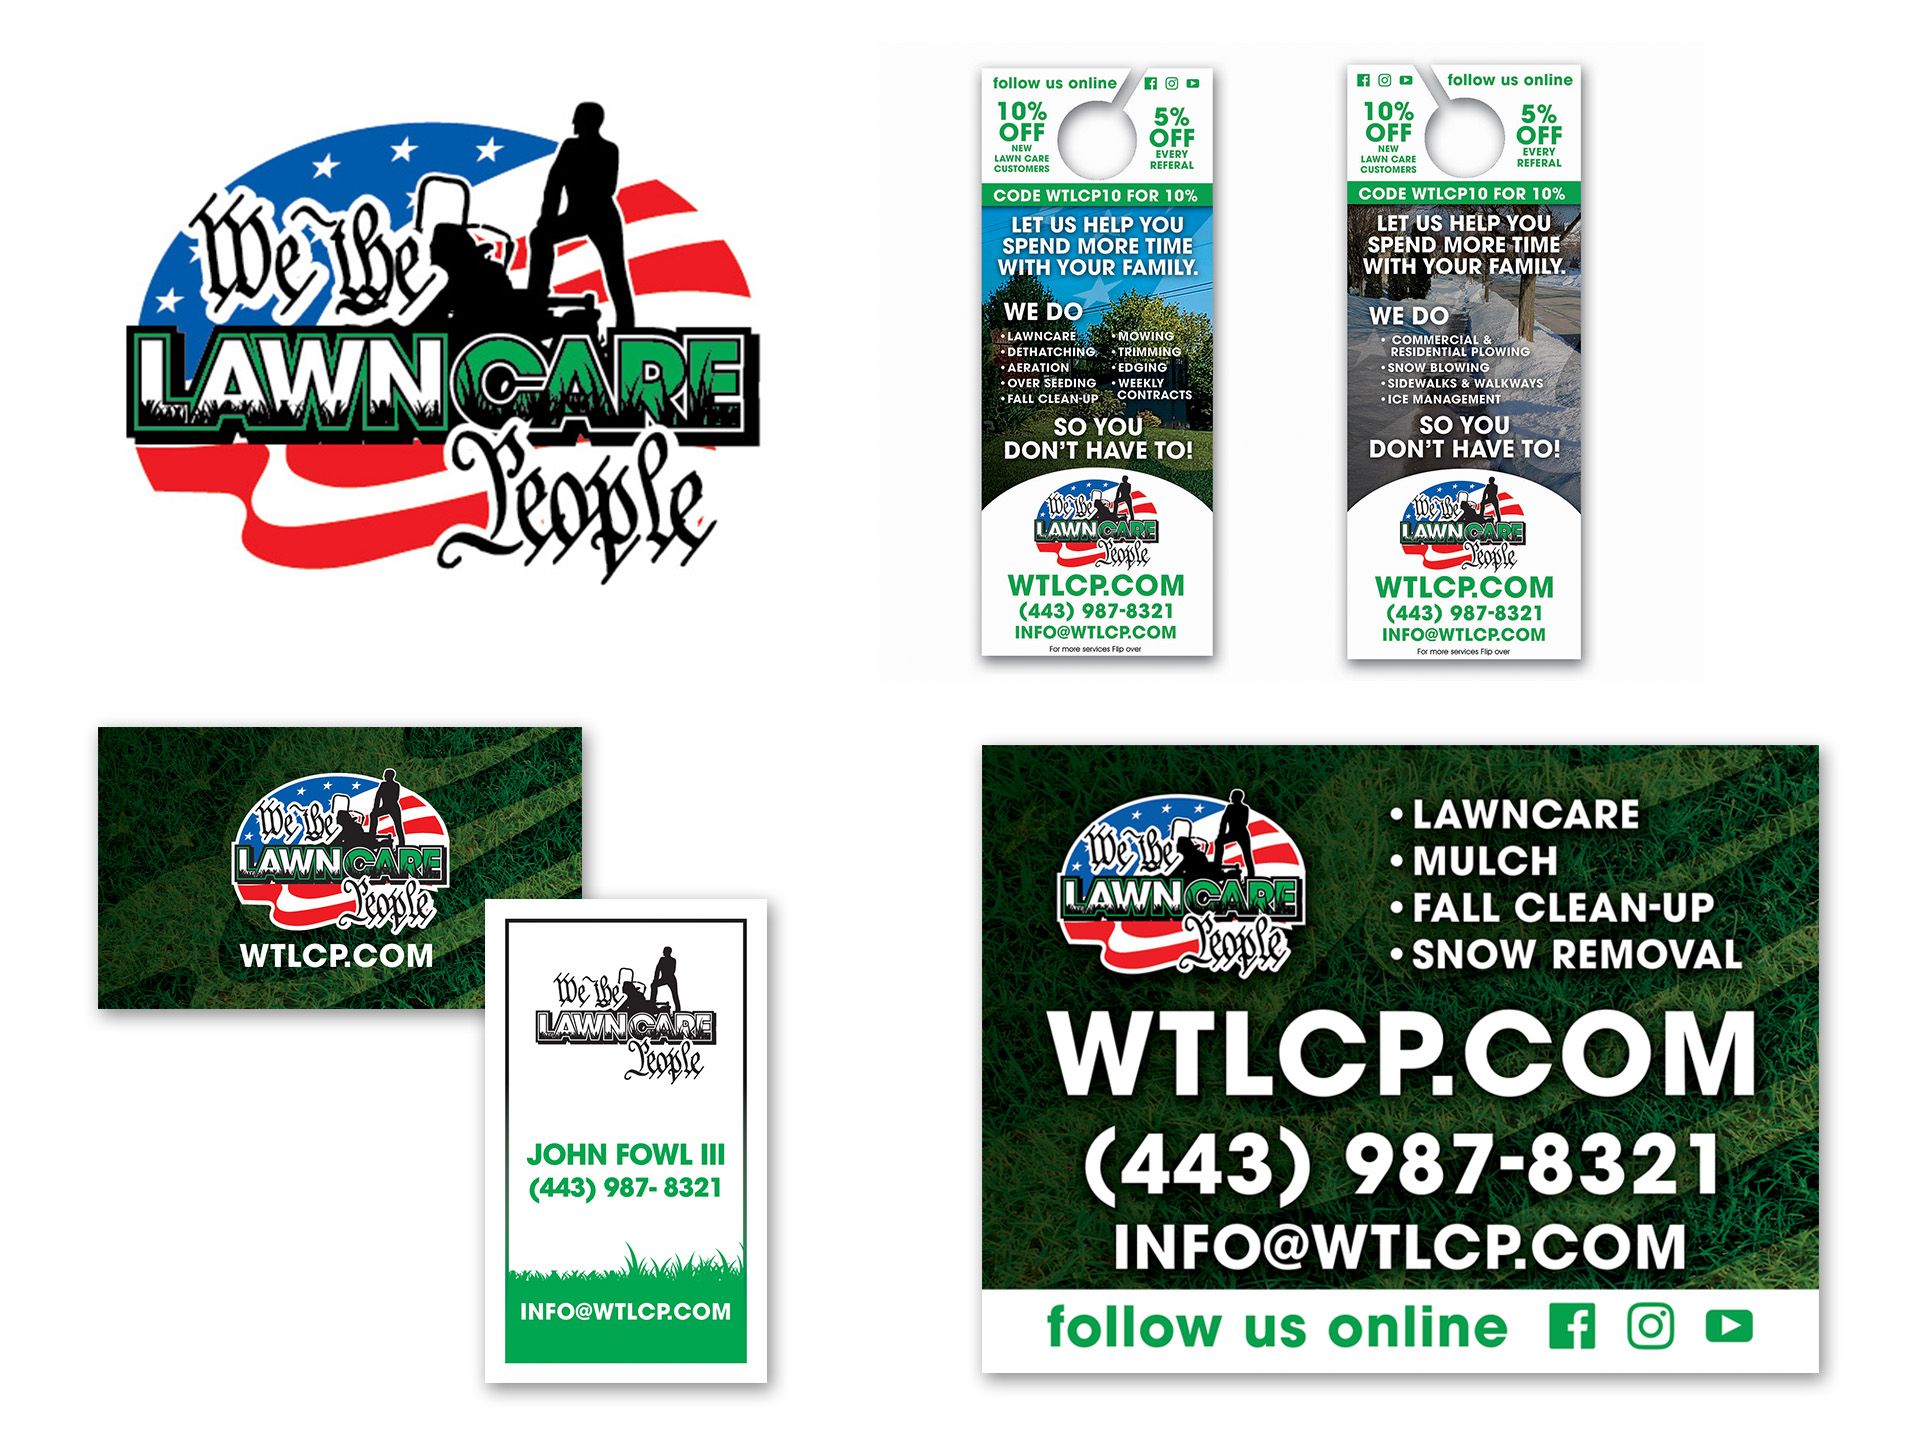 We The
LAWN CARE
People
follow us online
10%
OFF
NEW
LAWN CARE
CUSTOMERS
5%
OFF
EVERY
REFERAL
CODE WTLCP10 FOR 10%
LET US HELP YOU
SPEND MORE TIME
WITH YOUR FAMILY.
WE DO
• LAWNCARE
• DETHATCHING
• AERATION
• OVER SEEDING
• FALL CLEAN-UP
• MOWING
• TRIMMING
• EDGING
• WEEKLY
CONTRACTS
SO YOU
DON'T HAVE TO!
We The
LAWN CARE
People
WTLCP.COM
(443) 987-8321
INFO@WTLCP.COM
For more services Flip over
follow us online
10%
OFF
NEW
LAWN CARE
CUSTOMERS
5%
OFF
EVERY
REFERAL
CODE WTLCP10 FOR 10%
LET US HELP YOU
SPEND MORE TIME
WITH YOUR FAMILY.
WE DO
• COMMERCIAL &
RESIDENTIAL PLOWING
• SNOW BLOWING
• SIDEWALKS & WALKWAYS
• ICE MANAGEMENT
SO YOU
DON'T HAVE TO!
We The
LAWN CARE
People
WTLCP.COM
(443) 987-8321
INFO@WTLCP.COM
For more services Flip over
We The
LAWN CARE
People
WTLCP.COM
We The
LAWN CARE
People
JOHN FOWL III
(443) 987- 8321
INFO@WTLCP.COM
We The
LAWN CARE
People
• LAWNCARE
• MULCH
• FALL CLEAN-UP
• SNOW REMOVAL
WTLCP.COM
(443) 987-8321
INFO@WTLCP.COM
follow us online